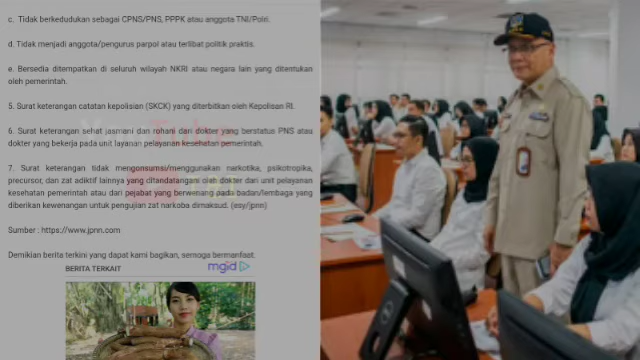 c. Tidak berkedudukan sebagai CPNS/PNS, PPPK atau anggota TNI/Polri.
d. Tidak menjadi anggota/pengurus parpol atau terlibat politik praktis.
e. Bersedia ditempatkan di seluruh wilayah NKRI atau negara lain yang ditentukan
oleh pemerintah.
5. Surat keterangan catatan kepolisian (SKCK) yang diterbitkan oleh Kepolisan RI.
6. Surat keterangan sehat jasmani dan rohani dari dokter yang berstatus PNS atau
dokter yang bekerja pada unit layanan pelayanan kesehatan pemerintah.
7. Surat keterangan tidak mengonsumsi/menggunakan narkotika, psikotropika,
precursor, dan zat adiktif lainnya yang ditandatangani oleh dokter dari unit pelayanan
kesehatan pemerintah atau dari pejabat yang berwenang pada badan/lembaga yang
diberikan kewenangan untuk pengujian zat narkoba dimaksud. (esy/jpnn)
Sumber : https://www.jpnn.com
Demikian berita terkini yang dapat kami bagikan, semoga bermanfaat.
BERITA TERKAIT
mgid